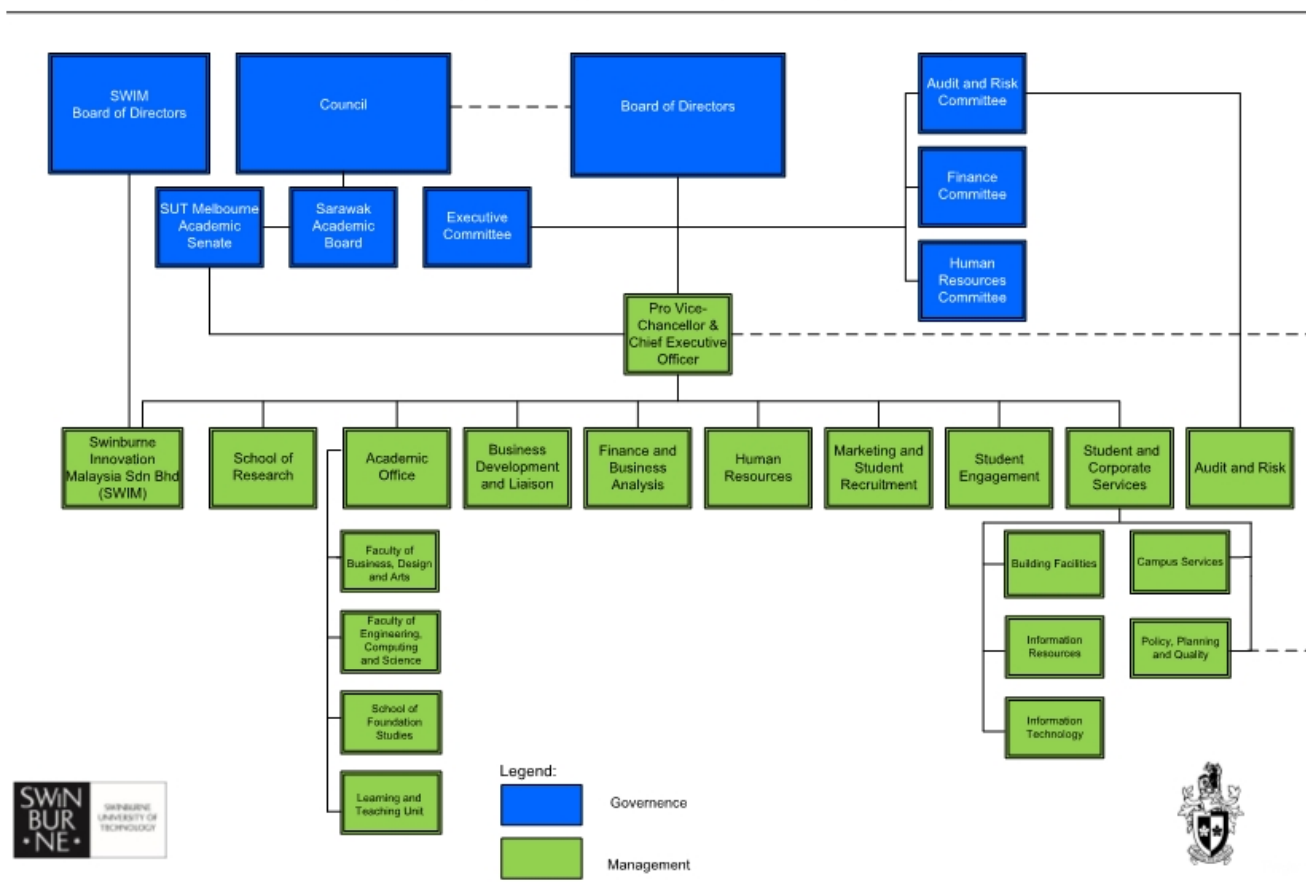 SWIM
Board of Directors
Council
Board of Directors
Audit and Risk
Committee
Finance
Committee
Human
Resources
Committee
SUT Melbourne
Academic
Senate
Sarawak
Academic
Board
Executive
Committee
Pro Vice-
Chancellor &
Chief Executive
Officer
Swinburne
Innovation
Malaysia Sdn Bhd
(SWIM)
School of
Research
Academic
Office
Business
Development
and Liaison
Finance and
Business
Analysis
Human
Resources
Marketing and
Student
Recruitment
Student
Engagement
Student and
Corporate
Services
Audit and Risk
Faculty of
Business, Design
and Arts
Faculty of
Engineering,
Computing
and Science
School of
Foundation
Studies
Learning and
Teaching Unit
Building Facilities
Campus Services
Information
Resources
Policy, Planning
and Quality
Information
Technology
Legend:
Governence
Management
SWIN
BUR
•NE•
SWINBURNE
UNIVERSITY OF
TECHNOLOGY